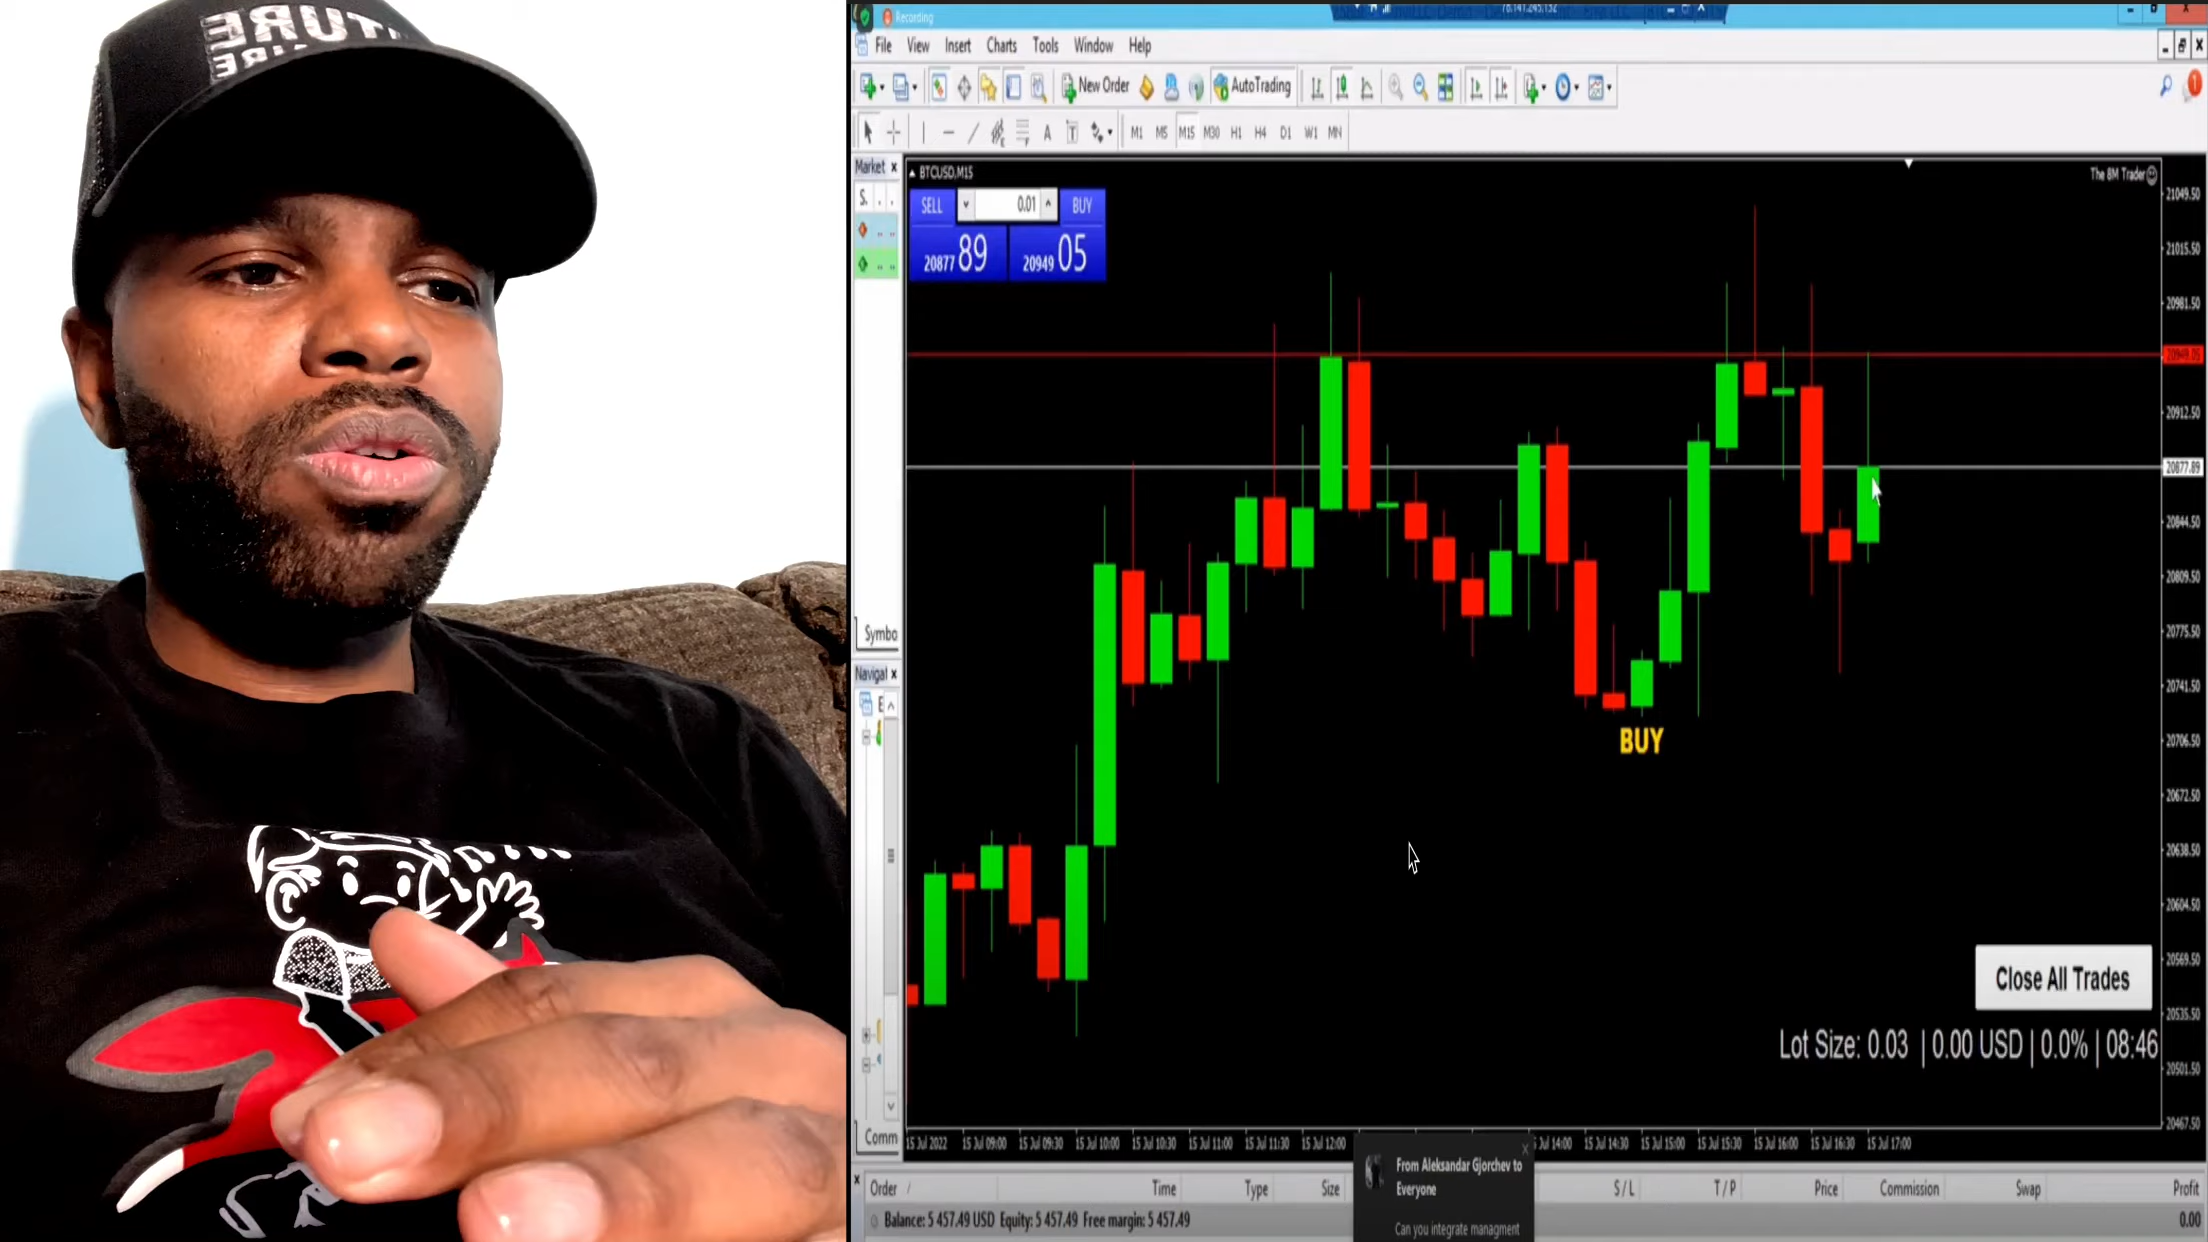 Recording
78.141.245.132
File View Insert Charts Tools Window Help
New Order AutoTrading
M1 M5 M15 M30 H1 H4 D1 W1 MN
Market
BTCUSD,M15
The 8M Trader
SELL 0.01 BUY
20877 89 20949 05
21049.50
21015.50
20981.50
20949.05
20912.50
20877.89
20844.50
20809.50
20775.50
20741.50
20706.50
20672.50
20638.50
20604.50
20569.50
20535.50
20501.50
20467.50
S.
Symbo
Navigat
E
BUY
Close All Trades
Lot Size: 0.03 | 0.00 USD | 0.0% | 08:46
Comm
15 Jul 2022 15 Jul 09:00 15 Jul 09:30 15 Jul 10:00 15 Jul 10:30 15 Jul 11:00 15 Jul 11:30 15 Jul 12:00 Jul 14:00 15 Jul 14:30 15 Jul 15:00 15 Jul 15:30 15 Jul 16:00 15 Jul 16:30 15 Jul 17:00
From Aleksandar Gjorchev to
Everyone
Can you integrate managment
Order / Time Type Size S / L T / P Price Commission Swap Profit
Balance: 5 457.49 USD Equity: 5 457.49 Free margin: 5 457.49 0.00